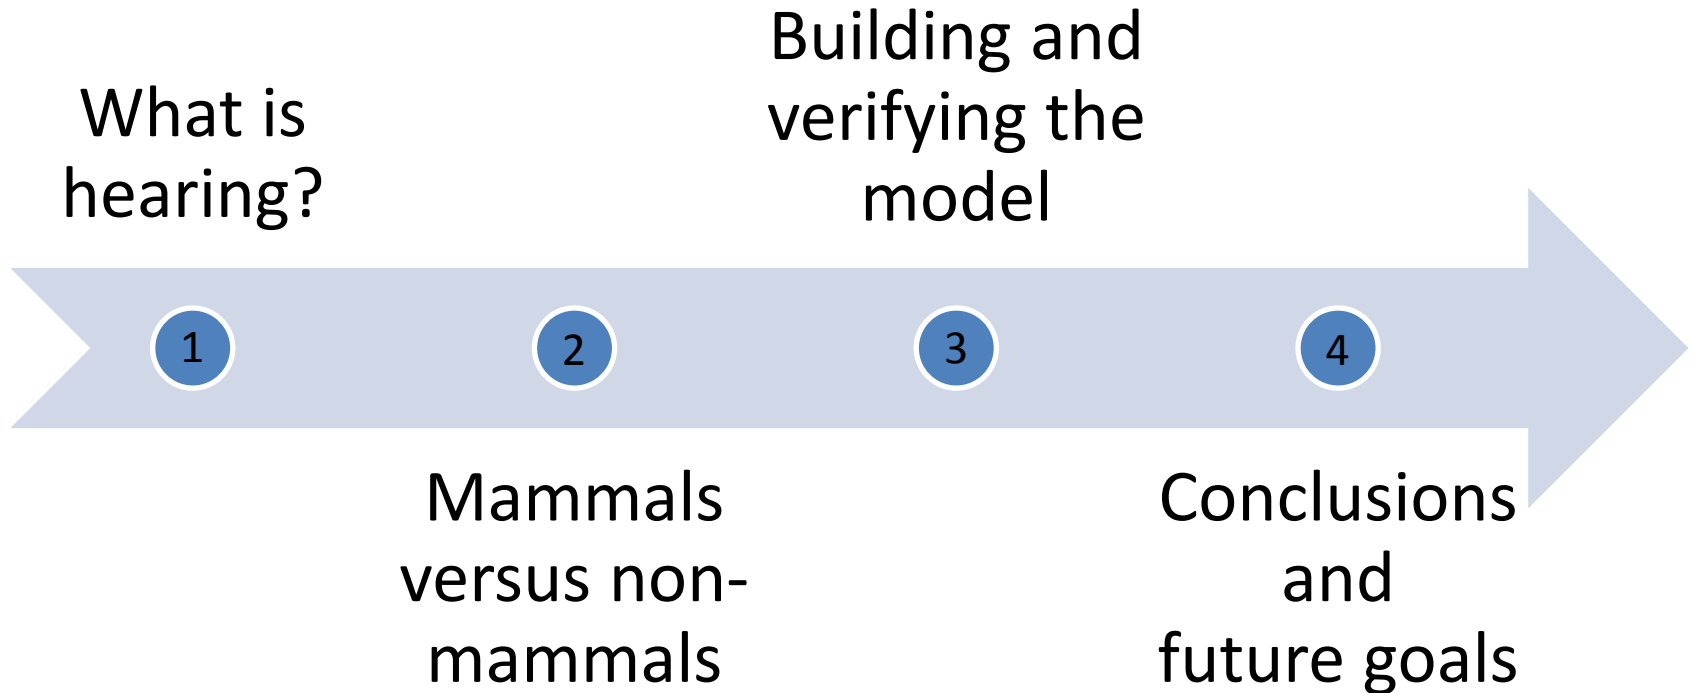 What is
hearing?
Building and
verifying the
model
1
2
3
4
Mammals
versus non-
mammals
Conclusions
and
future goals